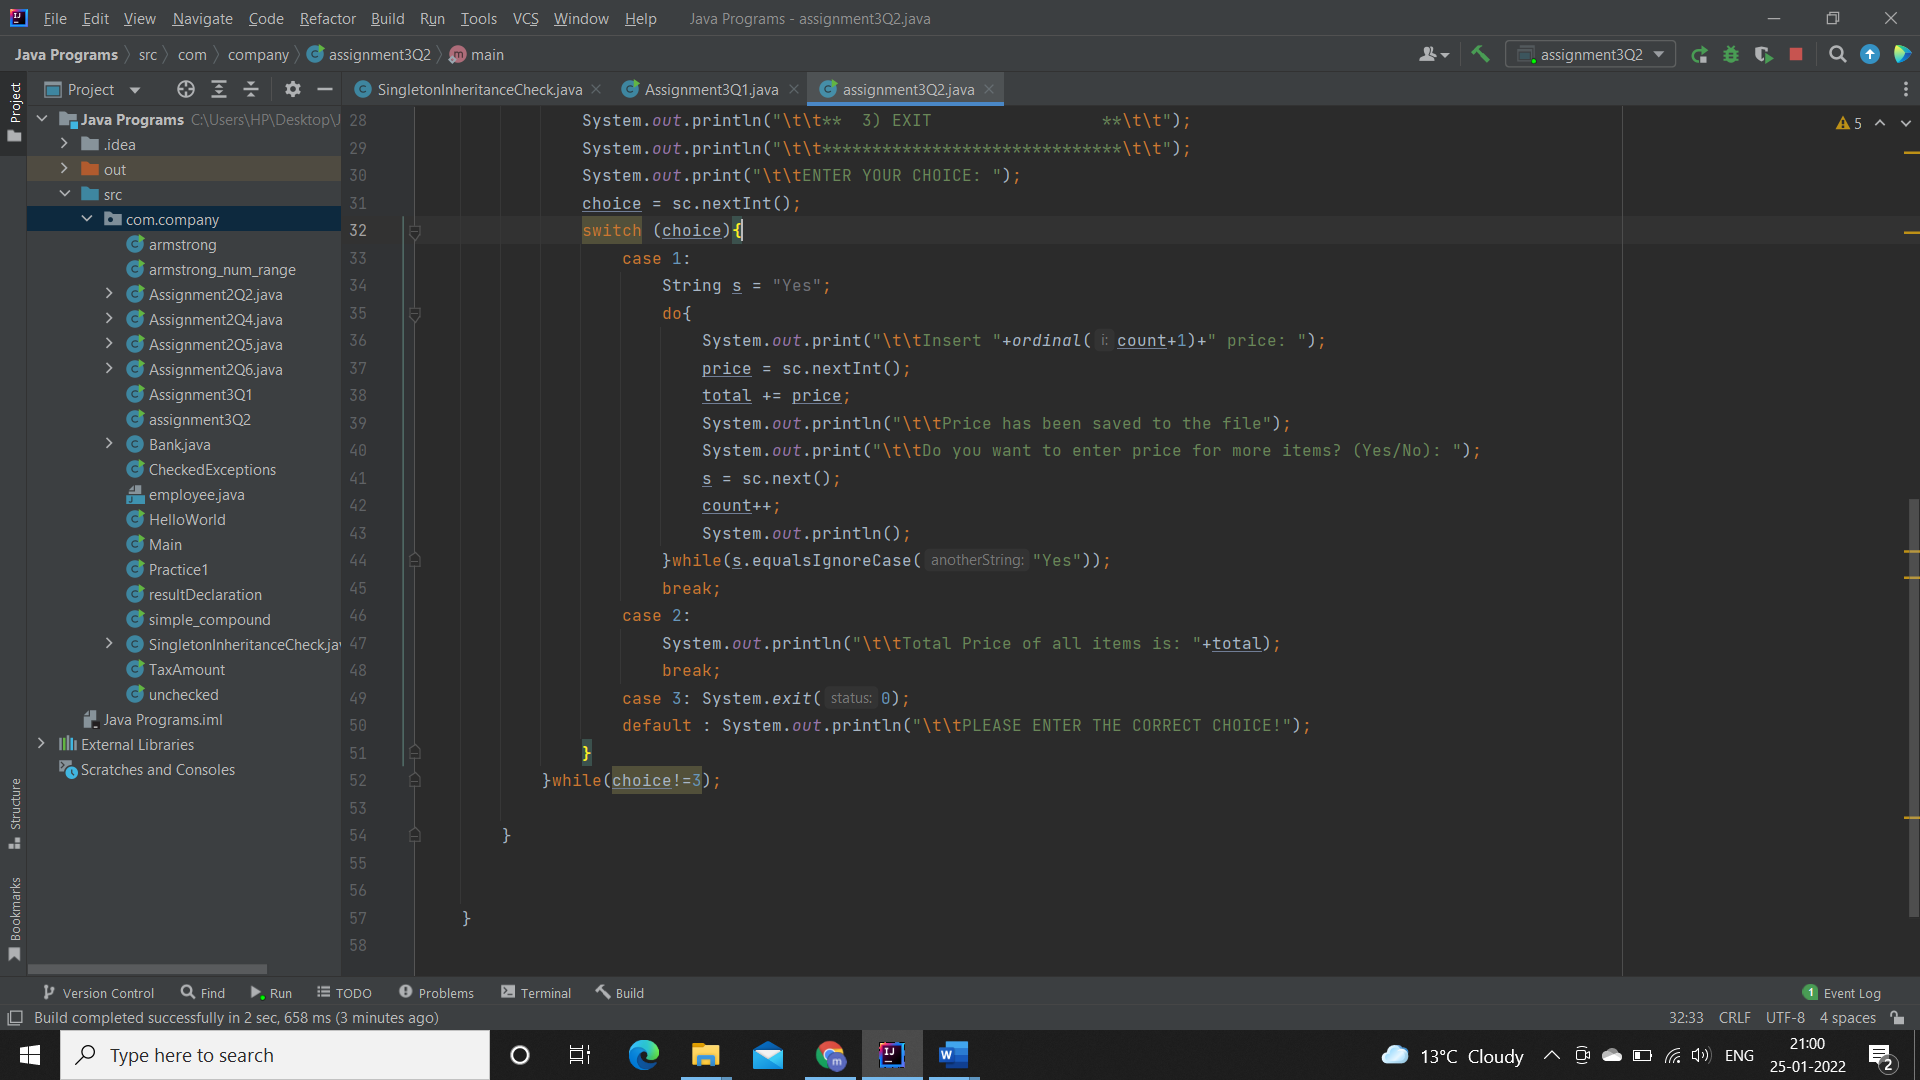 File Edit View Navigate Code Refactor Build Run Tools VCS Window Help Java Programs - assignment3Q2.java
Java Programs src com company assignment3Q2 main assignment3Q2
Project SingletonInheritanceCheck.java Assignment3Q1.java assignment3Q2.java
Project
Java Programs C:\Users\HP\Desktop\J
.idea
out
src
com.company
armstrong
armstrong_num_range
Assignment2Q2.java
Assignment2Q4.java
Assignment2Q5.java
Assignment2Q6.java
Assignment3Q1
assignment3Q2
Bank.java
CheckedExceptions
employee.java
HelloWorld
Main
Practice1
resultDeclaration
simple_compound
SingletonInheritanceCheck.jav
TaxAmount
unchecked
Java Programs.iml
External Libraries
Scratches and Consoles
Structure
Bookmarks
5
28 System.out.println("\t\t**  3) EXIT                 **\t\t");
29 System.out.println("\t\t******************************\t\t");
30 System.out.print("\t\tENTER YOUR CHOICE: ");
31 choice = sc.nextInt();
32 switch (choice){
33 case 1:
34 String s = "Yes";
35 do{
36 System.out.print("\t\tInsert "+ordinal( i: count+1)+" price: ");
37 price = sc.nextInt();
38 total += price;
39 System.out.println("\t\tPrice has been saved to the file");
40 System.out.print("\t\tDo you want to enter price for more items? (Yes/No): ");
41 s = sc.next();
42 count++;
43 System.out.println();
44 }while(s.equalsIgnoreCase( anotherString: "Yes"));
45 break;
46 case 2:
47 System.out.println("\t\tTotal Price of all items is: "+total);
48 break;
49 case 3: System.exit( status: 0);
50 default : System.out.println("\t\tPLEASE ENTER THE CORRECT CHOICE!");
51 }
52 }while(choice!=3);
53
54 }
55
56
57 }
58
Version Control Find Run TODO Problems Terminal Build 1 Event Log
Build completed successfully in 2 sec, 658 ms (3 minutes ago) 32:33 CRLF UTF-8 4 spaces
Type here to search 13°C Cloudy ENG 21:00
25-01-2022 2